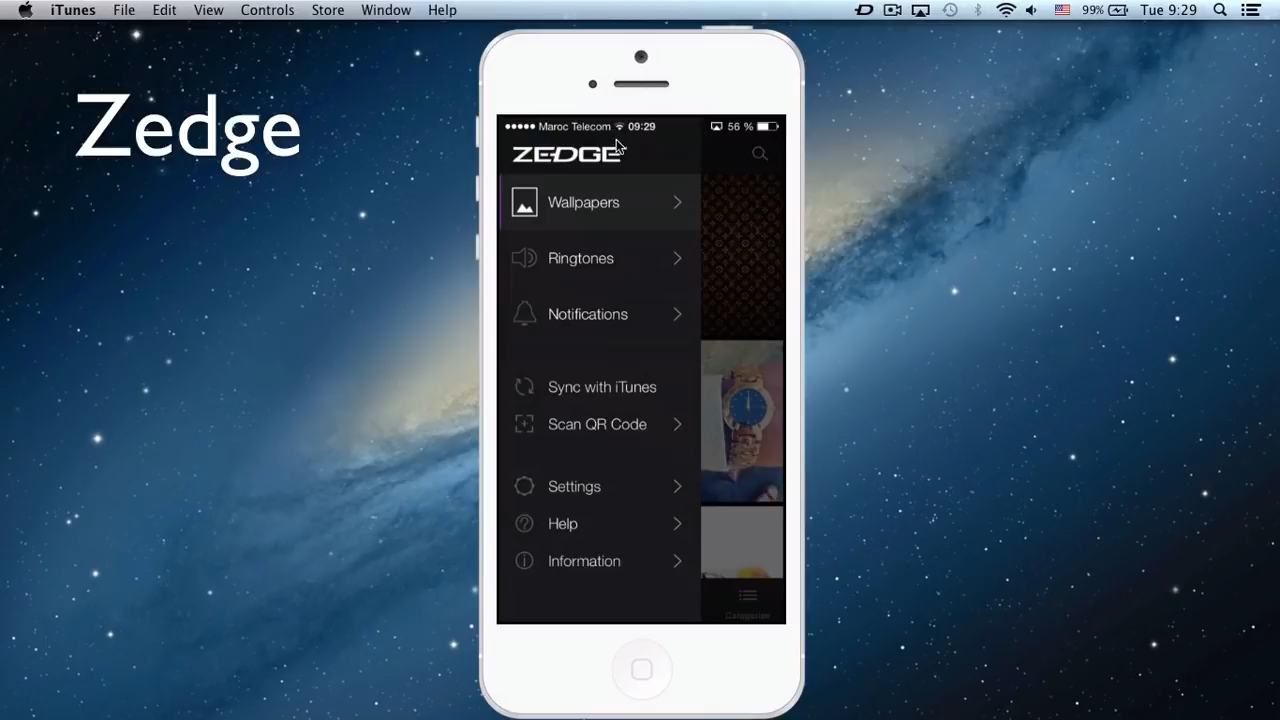 iTunes File Edit View Controls Store Window Help 99% Tue 9:29
Zedge
Maroc Telecom 09:29 56 %
ZEDGE
Wallpapers
Ringtones
Notifications
Sync with iTunes
Scan QR Code
Settings
Help
Information
Categories